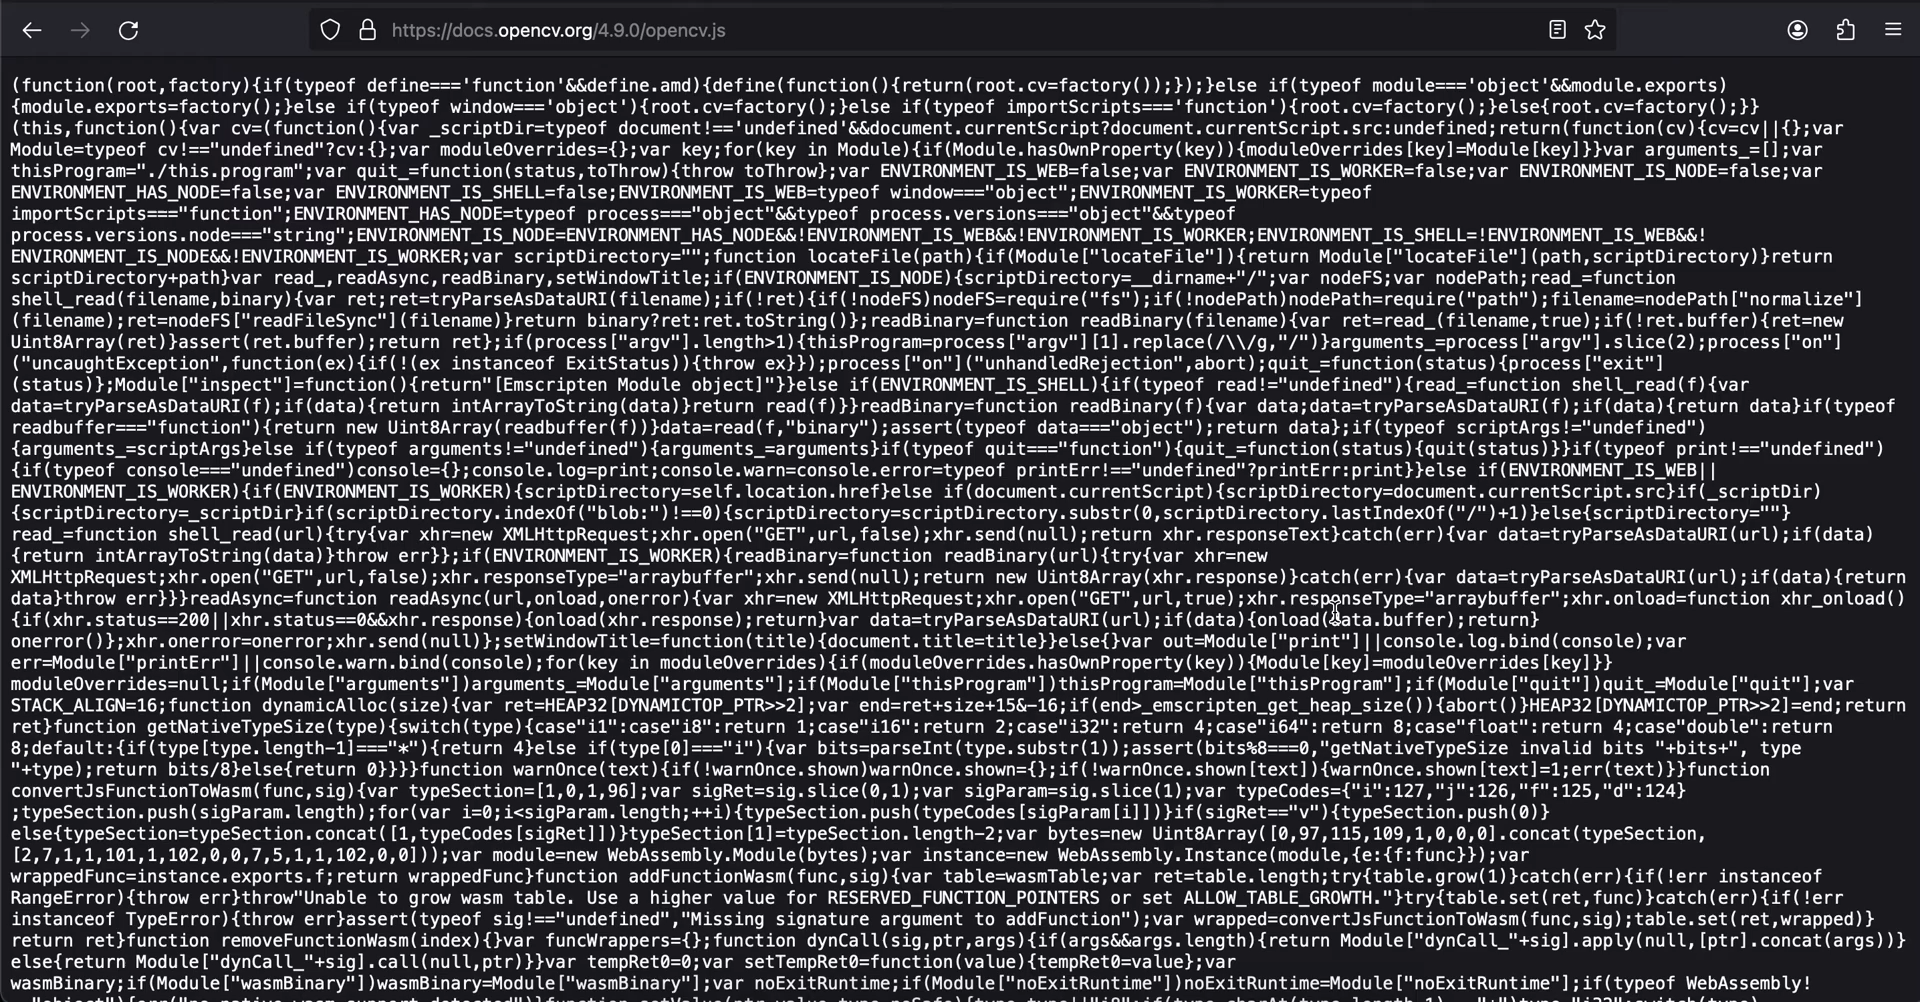 https://docs.opencv.org/4.9.0/opencv.js
(function(root,factory){if(typeof define==='function'&&define.amd){define(function(){return(root.cv=factory());});}else if(typeof module==='object'&&module.exports)
{module.exports=factory();}else if(typeof window==='object'){root.cv=factory();}else if(typeof importScripts==='function'){root.cv=factory();}else{root.cv=factory();}}
(this,function(){var cv=(function(){var _scriptDir=typeof document!=='undefined'&&document.currentScript?document.currentScript.src:undefined;return(function(cv){cv=cv||{};var
Module=typeof cv!=="undefined"?cv:{};var moduleOverrides={};var key;for(key in Module){if(Module.hasOwnProperty(key)){moduleOverrides[key]=Module[key]}}var arguments_=[];var
thisProgram="./this.program";var quit_=function(status,toThrow){throw toThrow};var ENVIRONMENT_IS_WEB=false;var ENVIRONMENT_IS_WORKER=false;var ENVIRONMENT_IS_NODE=false;var
ENVIRONMENT_HAS_NODE=false;var ENVIRONMENT_IS_SHELL=false;ENVIRONMENT_IS_WEB=typeof window==="object";ENVIRONMENT_IS_WORKER=typeof
importScripts==="function";ENVIRONMENT_HAS_NODE=typeof process==="object"&&typeof process.versions==="object"&&typeof
process.versions.node==="string";ENVIRONMENT_IS_NODE=ENVIRONMENT_HAS_NODE&&!ENVIRONMENT_IS_WEB&&!ENVIRONMENT_IS_WORKER;ENVIRONMENT_IS_SHELL=!ENVIRONMENT_IS_WEB&&!
ENVIRONMENT_IS_NODE&&!ENVIRONMENT_IS_WORKER;var scriptDirectory="";function locateFile(path){if(Module["locateFile"]){return Module["locateFile"](path,scriptDirectory)}return
scriptDirectory+path}var read_,readAsync,readBinary,setWindowTitle;if(ENVIRONMENT_IS_NODE){scriptDirectory=__dirname+"/";var nodeFS;var nodePath;read_=function
shell_read(filename,binary){var ret;ret=tryParseAsDataURI(filename);if(!ret){if(!nodeFS)nodeFS=require("fs");if(!nodePath)nodePath=require("path");filename=nodePath["normalize"]
(filename);ret=nodeFS["readFileSync"](filename)}return binary?ret:ret.toString()};readBinary=function readBinary(filename){var ret=read_(filename,true);if(!ret.buffer){ret=new
Uint8Array(ret)}assert(ret.buffer);return ret};if(process["argv"].length>1){thisProgram=process["argv"][1].replace(/\\/g,"/")}arguments_=process["argv"].slice(2);process["on"]
("uncaughtException",function(ex){if(!(ex instanceof ExitStatus)){throw ex}});process["on"]("unhandledRejection",abort);quit_=function(status){process["exit"]
(status)};Module["inspect"]=function(){return"[Emscripten Module object]"}}else if(ENVIRONMENT_IS_SHELL){if(typeof read!="undefined"){read_=function shell_read(f){var
data=tryParseAsDataURI(f);if(data){return intArrayToString(data)}return read(f)}}readBinary=function readBinary(f){var data;data=tryParseAsDataURI(f);if(data){return data}if(typeof
readbuffer==="function"){return new Uint8Array(readbuffer(f))}data=read(f,"binary");assert(typeof data==="object");return data};if(typeof scriptArgs!="undefined")
{arguments_=scriptArgs}else if(typeof arguments!="undefined"){arguments_=arguments}if(typeof quit==="function"){quit_=function(status){quit(status)}}if(typeof print!=="undefined")
{if(typeof console==="undefined")console={};console.log=print;console.warn=console.error=typeof printErr!=="undefined"?printErr:print}}else if(ENVIRONMENT_IS_WEB||
ENVIRONMENT_IS_WORKER){if(ENVIRONMENT_IS_WORKER){scriptDirectory=self.location.href}else if(document.currentScript){scriptDirectory=document.currentScript.src}if(_scriptDir)
{scriptDirectory=_scriptDir}if(scriptDirectory.indexOf("blob:")!==0){scriptDirectory=scriptDirectory.substr(0,scriptDirectory.lastIndexOf("/")+1)}else{scriptDirectory=""}
read_=function shell_read(url){try{var xhr=new XMLHttpRequest;xhr.open("GET",url,false);xhr.send(null);return xhr.responseText}catch(err){var data=tryParseAsDataURI(url);if(data)
{return intArrayToString(data)}throw err}};if(ENVIRONMENT_IS_WORKER){readBinary=function readBinary(url){try{var xhr=new
XMLHttpRequest;xhr.open("GET",url,false);xhr.responseType="arraybuffer";xhr.send(null);return new Uint8Array(xhr.response)}catch(err){var data=tryParseAsDataURI(url);if(data){return
data}throw err}}}readAsync=function readAsync(url,onload,onerror){var xhr=new XMLHttpRequest;xhr.open("GET",url,true);xhr.responseType="arraybuffer";xhr.onload=function xhr_onload()
{if(xhr.status==200||xhr.status==0&&xhr.response){onload(xhr.response);return}var data=tryParseAsDataURI(url);if(data){onload(data.buffer);return}
onerror()};xhr.onerror=onerror;xhr.send(null)};setWindowTitle=function(title){document.title=title}}else{}var out=Module["print"]||console.log.bind(console);var
err=Module["printErr"]||console.warn.bind(console);for(key in moduleOverrides){if(moduleOverrides.hasOwnProperty(key)){Module[key]=moduleOverrides[key]}}
moduleOverrides=null;if(Module["arguments"])arguments_=Module["arguments"];if(Module["thisProgram"])thisProgram=Module["thisProgram"];if(Module["quit"])quit_=Module["quit"];var
STACK_ALIGN=16;function dynamicAlloc(size){var ret=HEAP32[DYNAMICTOP_PTR>>2];var end=ret+size+15&-16;if(end>_emscripten_get_heap_size()){abort()}HEAP32[DYNAMICTOP_PTR>>2]=end;return
ret}function getNativeTypeSize(type){switch(type){case"i1":case"i8":return 1;case"i16":return 2;case"i32":return 4;case"i64":return 8;case"float":return 4;case"double":return
8;default:{if(type[type.length-1]==="*"){return 4}else if(type[0]==="i"){var bits=parseInt(type.substr(1));assert(bits%8===0,"getNativeTypeSize invalid bits "+bits+", type
"+type);return bits/8}else{return 0}}}}function warnOnce(text){if(!warnOnce.shown)warnOnce.shown={};if(!warnOnce.shown[text]){warnOnce.shown[text]=1;err(text)}}function
convertJsFunctionToWasm(func,sig){var typeSection=[1,0,1,96];var sigRet=sig.slice(0,1);var sigParam=sig.slice(1);var typeCodes={"i":127,"j":126,"f":125,"d":124}
;typeSection.push(sigParam.length);for(var i=0;i<sigParam.length;++i){typeSection.push(typeCodes[sigParam[i]])}if(sigRet=="v"){typeSection.push(0)}
else{typeSection=typeSection.concat([1,typeCodes[sigRet]])}typeSection[1]=typeSection.length-2;var bytes=new Uint8Array([0,97,115,109,1,0,0,0].concat(typeSection,
[2,7,1,1,101,1,102,0,0,7,5,1,1,102,0,0]));var module=new WebAssembly.Module(bytes);var instance=new WebAssembly.Instance(module,{e:{f:func}});var
wrappedFunc=instance.exports.f;return wrappedFunc}function addFunctionWasm(func,sig){var table=wasmTable;var ret=table.length;try{table.grow(1)}catch(err){if(!err instanceof
RangeError){throw err}throw"Unable to grow wasm table. Use a higher value for RESERVED_FUNCTION_POINTERS or set ALLOW_TABLE_GROWTH."}try{table.set(ret,func)}catch(err){if(!err
instanceof TypeError){throw err}assert(typeof sig!=="undefined","Missing signature argument to addFunction");var wrapped=convertJsFunctionToWasm(func,sig);table.set(ret,wrapped)}
return ret}function removeFunctionWasm(index){}var funcWrappers={};function dynCall(sig,ptr,args){if(args&&args.length){return Module["dynCall_"+sig].apply(null,[ptr].concat(args))}
else{return Module["dynCall_"+sig].call(null,ptr)}}var tempRet0=0;var setTempRet0=function(value){tempRet0=value};var
wasmBinary;if(Module["wasmBinary"])wasmBinary=Module["wasmBinary"];var noExitRuntime;if(Module["noExitRuntime"])noExitRuntime=Module["noExitRuntime"];if(typeof WebAssembly!